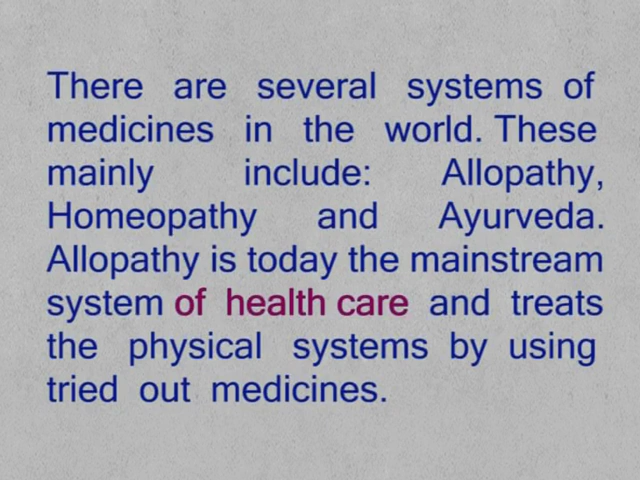 There are several systems of
medicines in the world. These
mainly include: Allopathy,
Homeopathy and Ayurveda.
Allopathy is today the mainstream
system of health care and treats
the physical systems by using
tried out medicines.